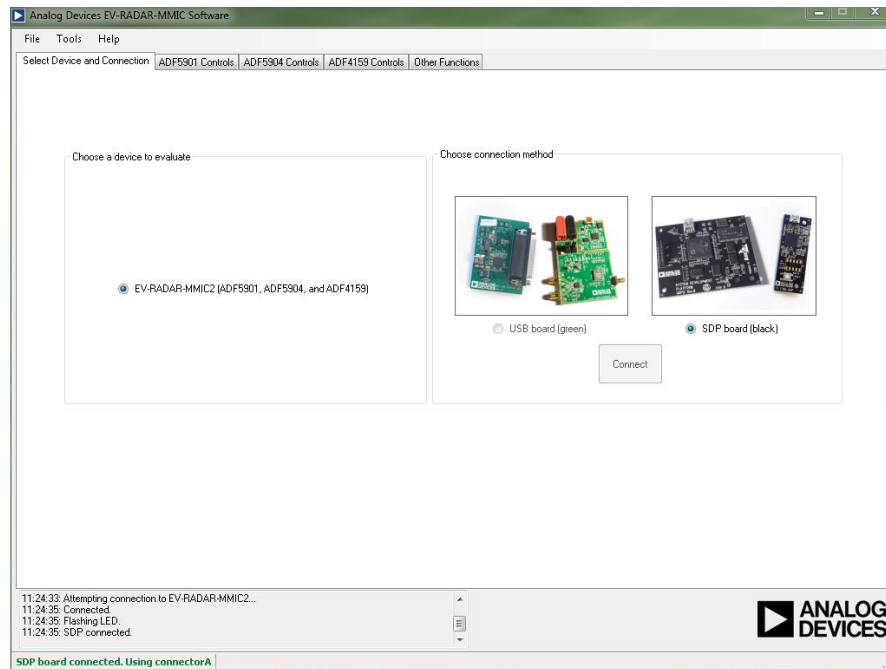 Analog Devices EV-RADAR-MMIC Software
File Tools Help
Select Device and Connection ADF5901 Controls ADF5904 Controls ADF4159 Controls Other Functions
Choose a device to evaluate
Choose connection method
EV-RADAR-MMIC2 (ADF5901, ADF5904, and ADF4159)
USB board (green)
SDP board (black)
Connect
11:24:33: Attempting connection to EV-RADAR-MMIC2...
11:24:35: Connected.
11:24:35: Flashing LED.
11:24:35: SDP connected.
ANALOG
DEVICES
SDP board connected. Using connectorA